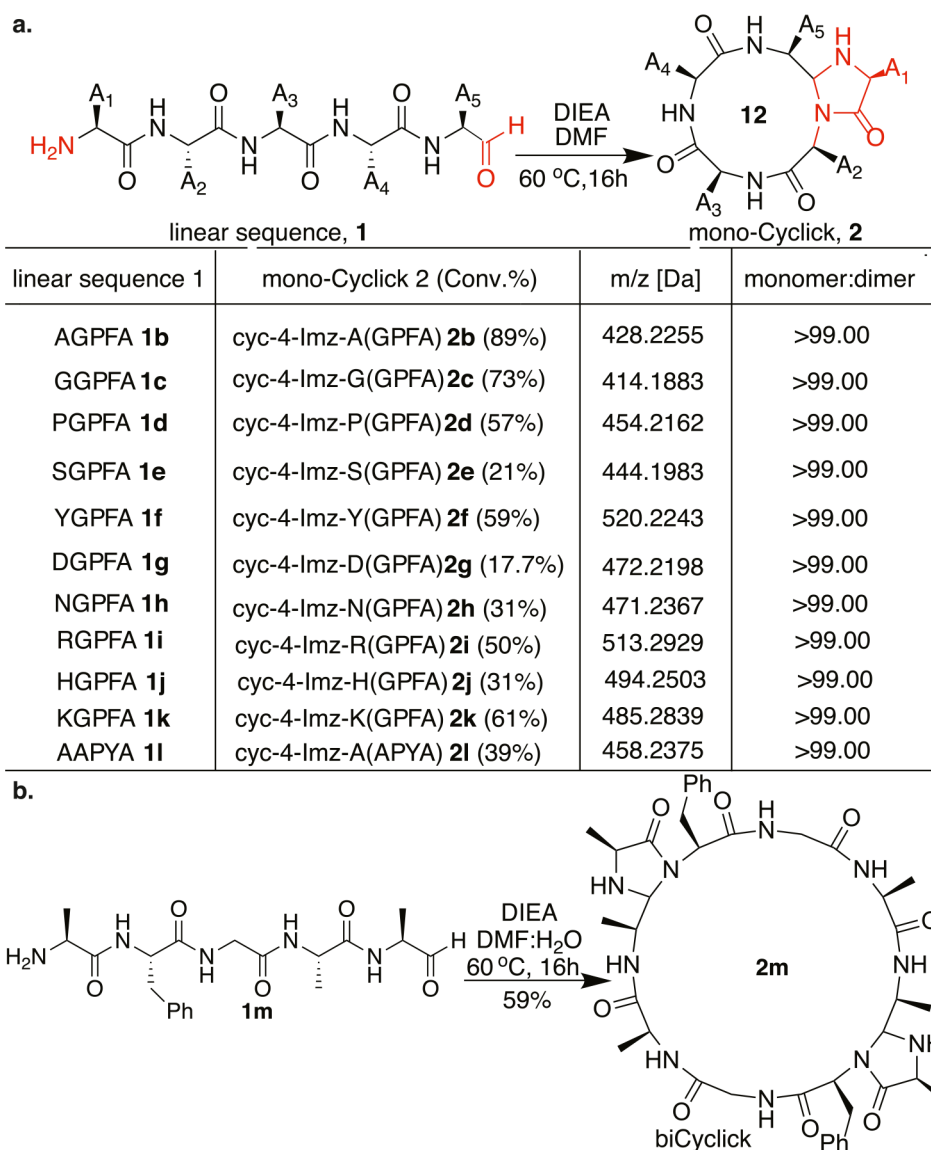 a.
A₁ H₂N O N H A₂ O A₃ N H O H N A₄ O N H A₅ H O
DIEA
DMF
60 °C,16h
O H N A₅ H N A₁ A₄ HN 12 N O O A₂ A₃ N H O
linear sequence, 1
mono-Cyclick, 2
linear sequence 1 mono-Cyclick 2 (Conv.%) m/z [Da] monomer:dimer
AGPFA 1b cyc-4-Imz-A(GPFA) 2b (89%) 428.2255 >99.00
GGPFA 1c cyc-4-Imz-G(GPFA) 2c (73%) 414.1883 >99.00
PGPFA 1d cyc-4-Imz-P(GPFA) 2d (57%) 454.2162 >99.00
SGPFA 1e cyc-4-Imz-S(GPFA) 2e (21%) 444.1983 >99.00
YGPFA 1f cyc-4-Imz-Y(GPFA) 2f (59%) 520.2243 >99.00
DGPFA 1g cyc-4-Imz-D(GPFA) 2g (17.7%) 472.2198 >99.00
NGPFA 1h cyc-4-Imz-N(GPFA) 2h (31%) 471.2367 >99.00
RGPFA 1i cyc-4-Imz-R(GPFA) 2i (50%) 513.2929 >99.00
HGPFA 1j cyc-4-Imz-H(GPFA) 2j (31%) 494.2503 >99.00
KGPFA 1k cyc-4-Imz-K(GPFA) 2k (61%) 485.2839 >99.00
AAPYA 1l cyc-4-Imz-A(APYA) 2l (39%) 458.2375 >99.00
b.
H₂N O H N Ph O N H O H N O N H H O
1m
DIEA
DMF:H₂O
60 °C, 16h
59%
Ph O O H N O N HN NH O NH O HN O NH N O O N H O Ph
2m
biCyclick